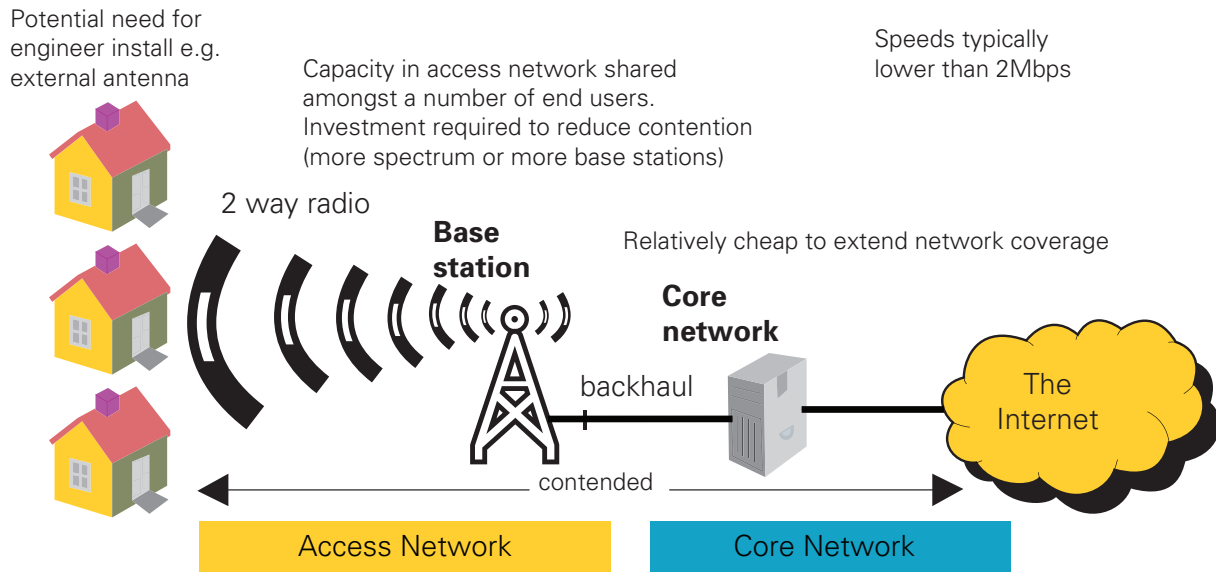 Potential need for
engineer install e.g.
external antenna
Capacity in access network shared
amongst a number of end users.
Investment required to reduce contention
(more spectrum or more base stations)
Speeds typically
lower than 2Mbps
2 way radio
Base
station
Relatively cheap to extend network coverage
Core
network
backhaul
The
Internet
contended
Access Network
Core Network